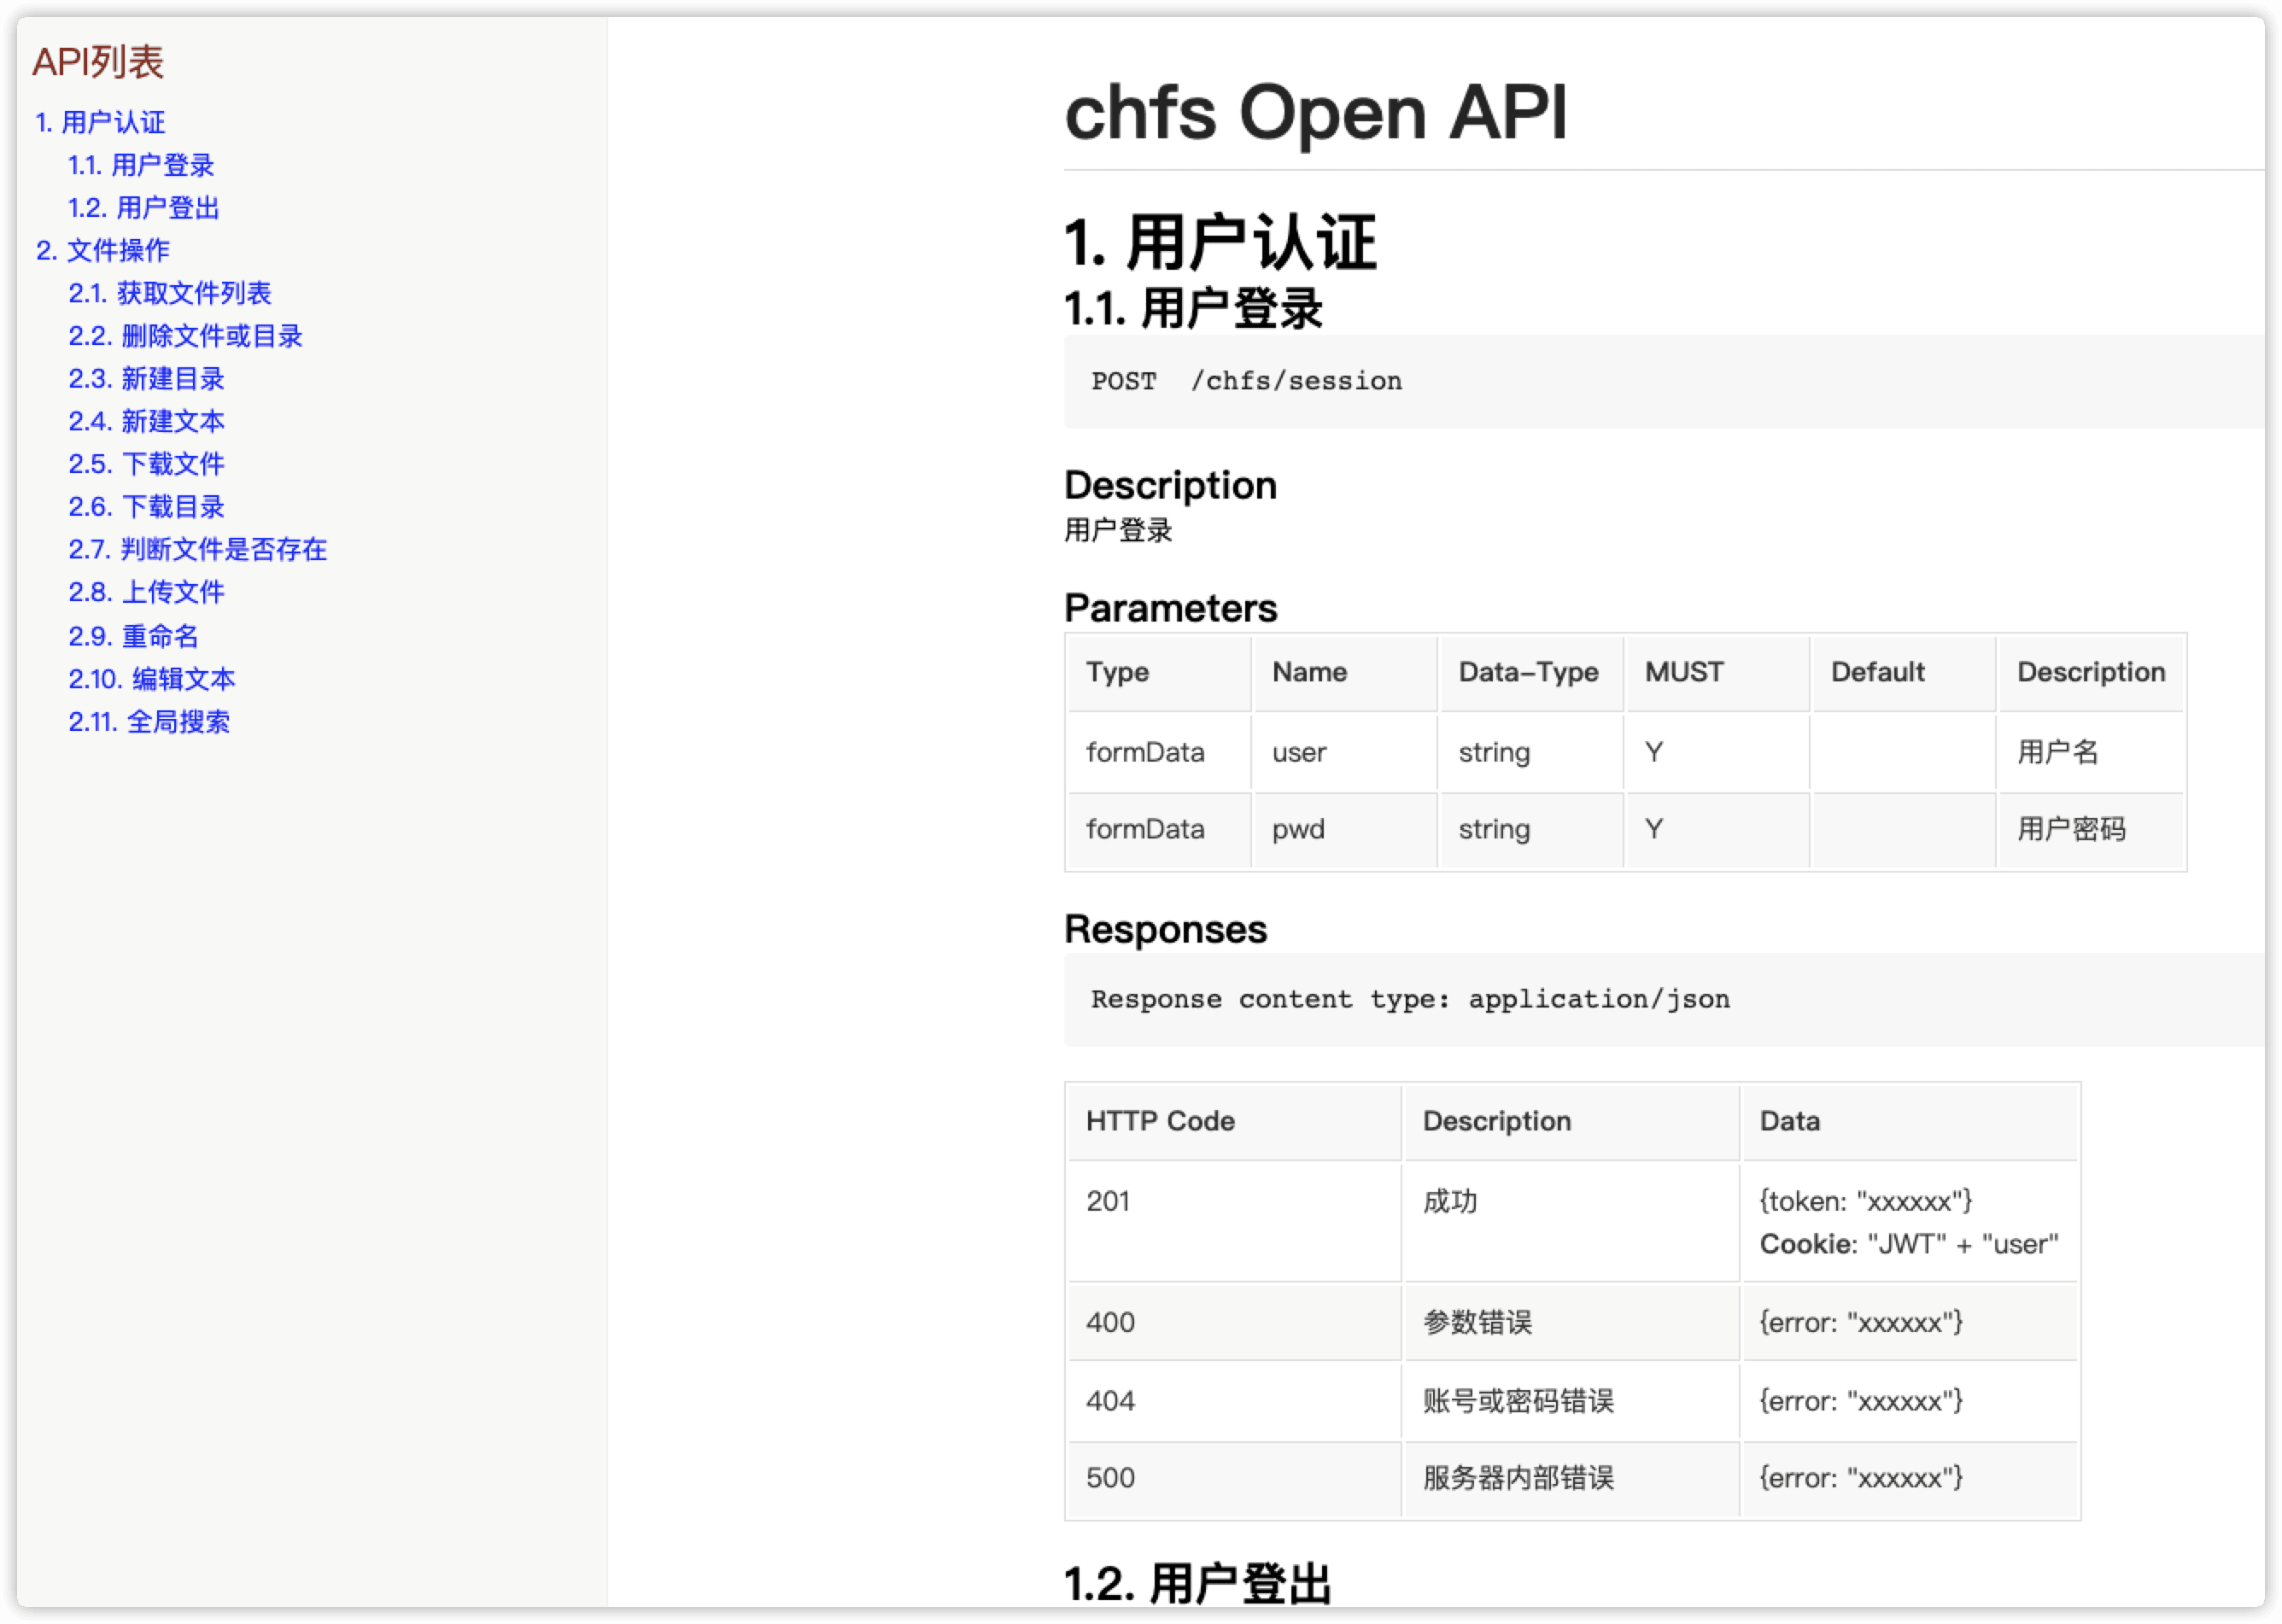 API列表
1. 用户认证
1.1. 用户登录
1.2. 用户登出
2. 文件操作
2.1. 获取文件列表
2.2. 删除文件或目录
2.3. 新建目录
2.4. 新建文本
2.5. 下载文件
2.6. 下载目录
2.7. 判断文件是否存在
2.8. 上传文件
2.9. 重命名
2.10. 编辑文本
2.11. 全局搜索
chfs Open API
1. 用户认证
1.1. 用户登录
POST  /chfs/session
Description
用户登录
Parameters
Type Name Data-Type MUST Default Description
formData user string Y 用户名
formData pwd string Y 用户密码
Responses
Response content type: application/json
HTTP Code Description Data
201 成功 {token: "xxxxxx"}
Cookie: "JWT" + "user"
400 参数错误 {error: "xxxxxx"}
404 账号或密码错误 {error: "xxxxxx"}
500 服务器内部错误 {error: "xxxxxx"}
1.2. 用户登出